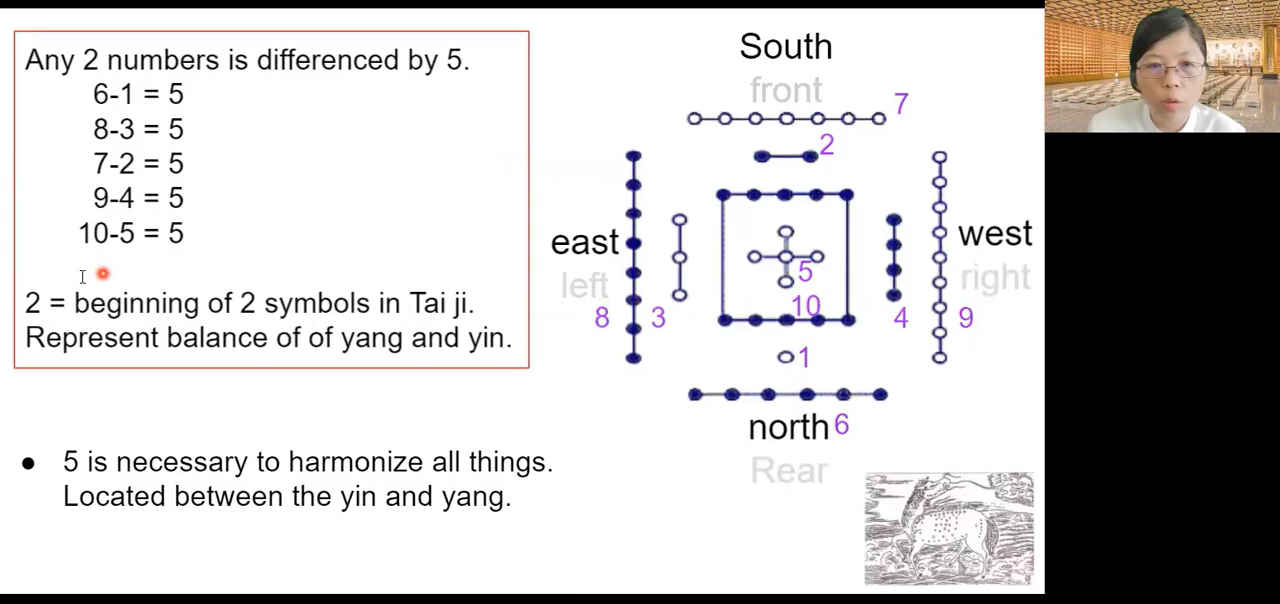 Any 2 numbers is differenced by 5.
6-1 = 5
8-3 = 5
7-2 = 5
9-4 = 5
10-5 = 5
2 = beginning of 2 symbols in Tai ji.
Represent balance of of yang and yin.
● 5 is necessary to harmonize all things.
Located between the yin and yang.
South
front
7
2
east
left
8
3
5
10
4
9
west
right
1
north 6
Rear